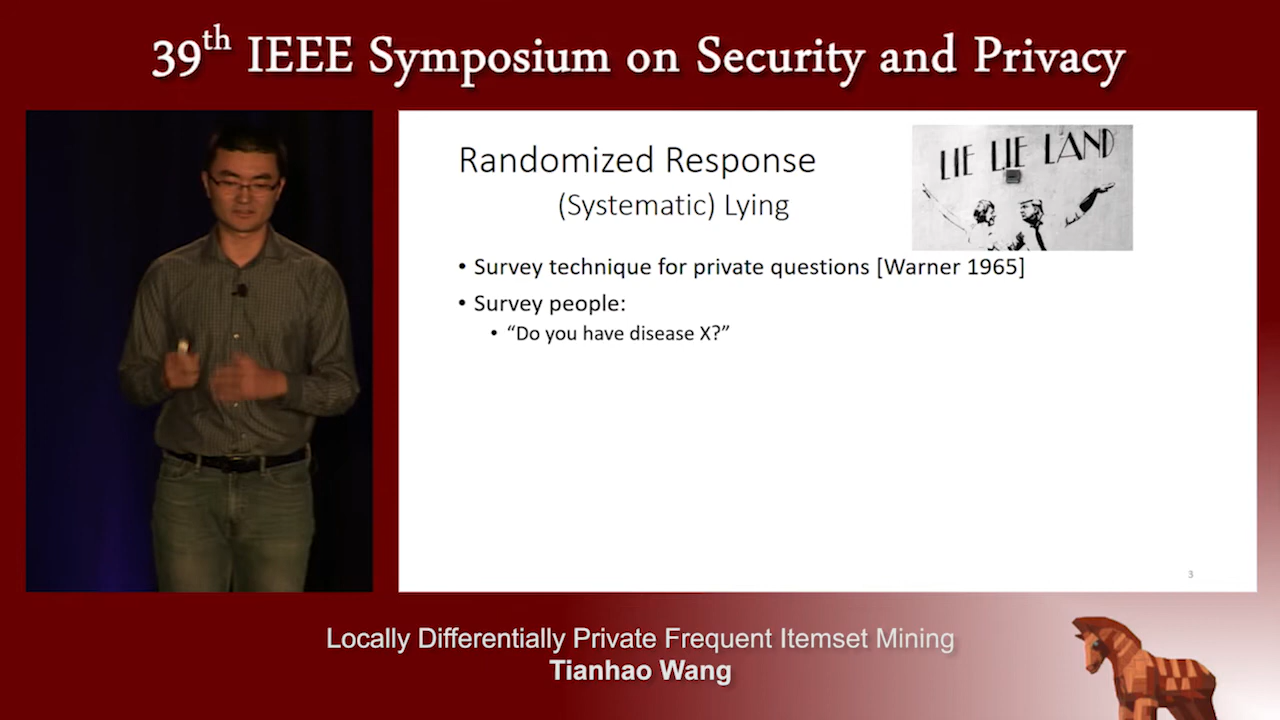 39th IEEE Symposium on Security and Privacy
Randomized Response
(Systematic) Lying
LIE LIE LAND
• Survey technique for private questions [Warner 1965]
• Survey people:
• “Do you have disease X?”
3
Locally Differentially Private Frequent Itemset Mining
Tianhao Wang